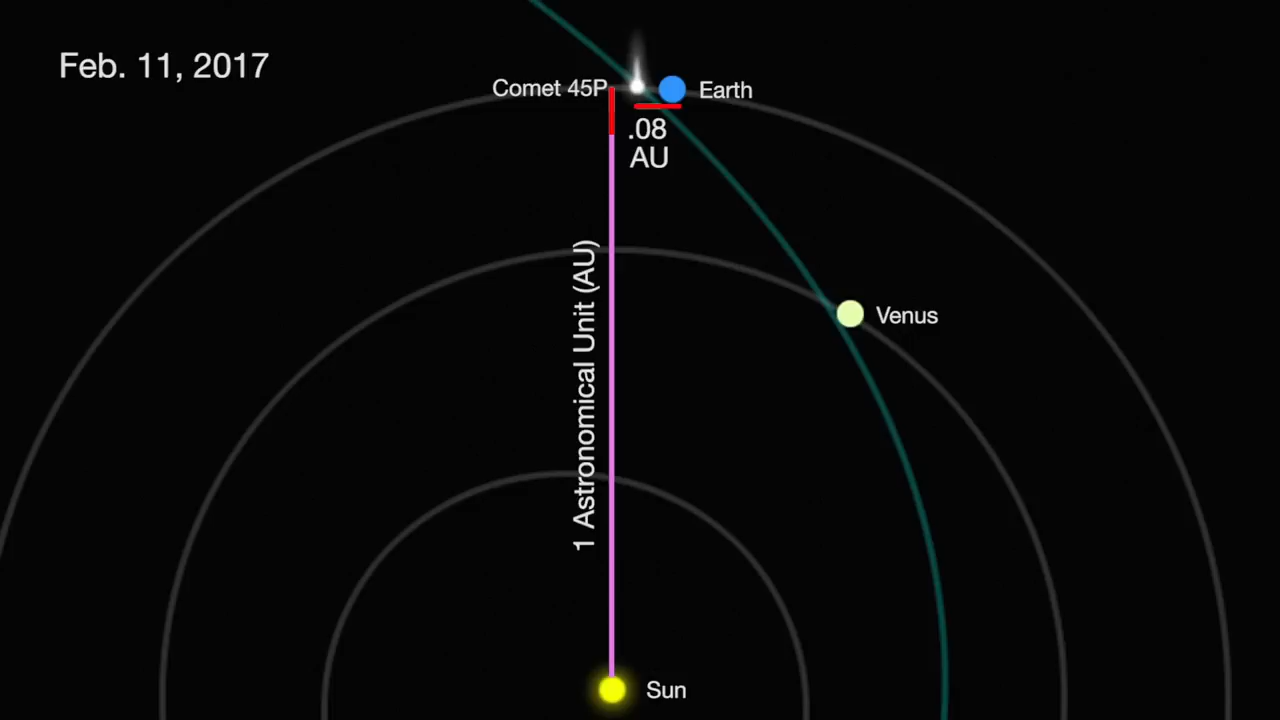 Feb. 11, 2017
Comet 45P
Earth
.08
AU
1 Astronomical Unit (AU)
Venus
Sun